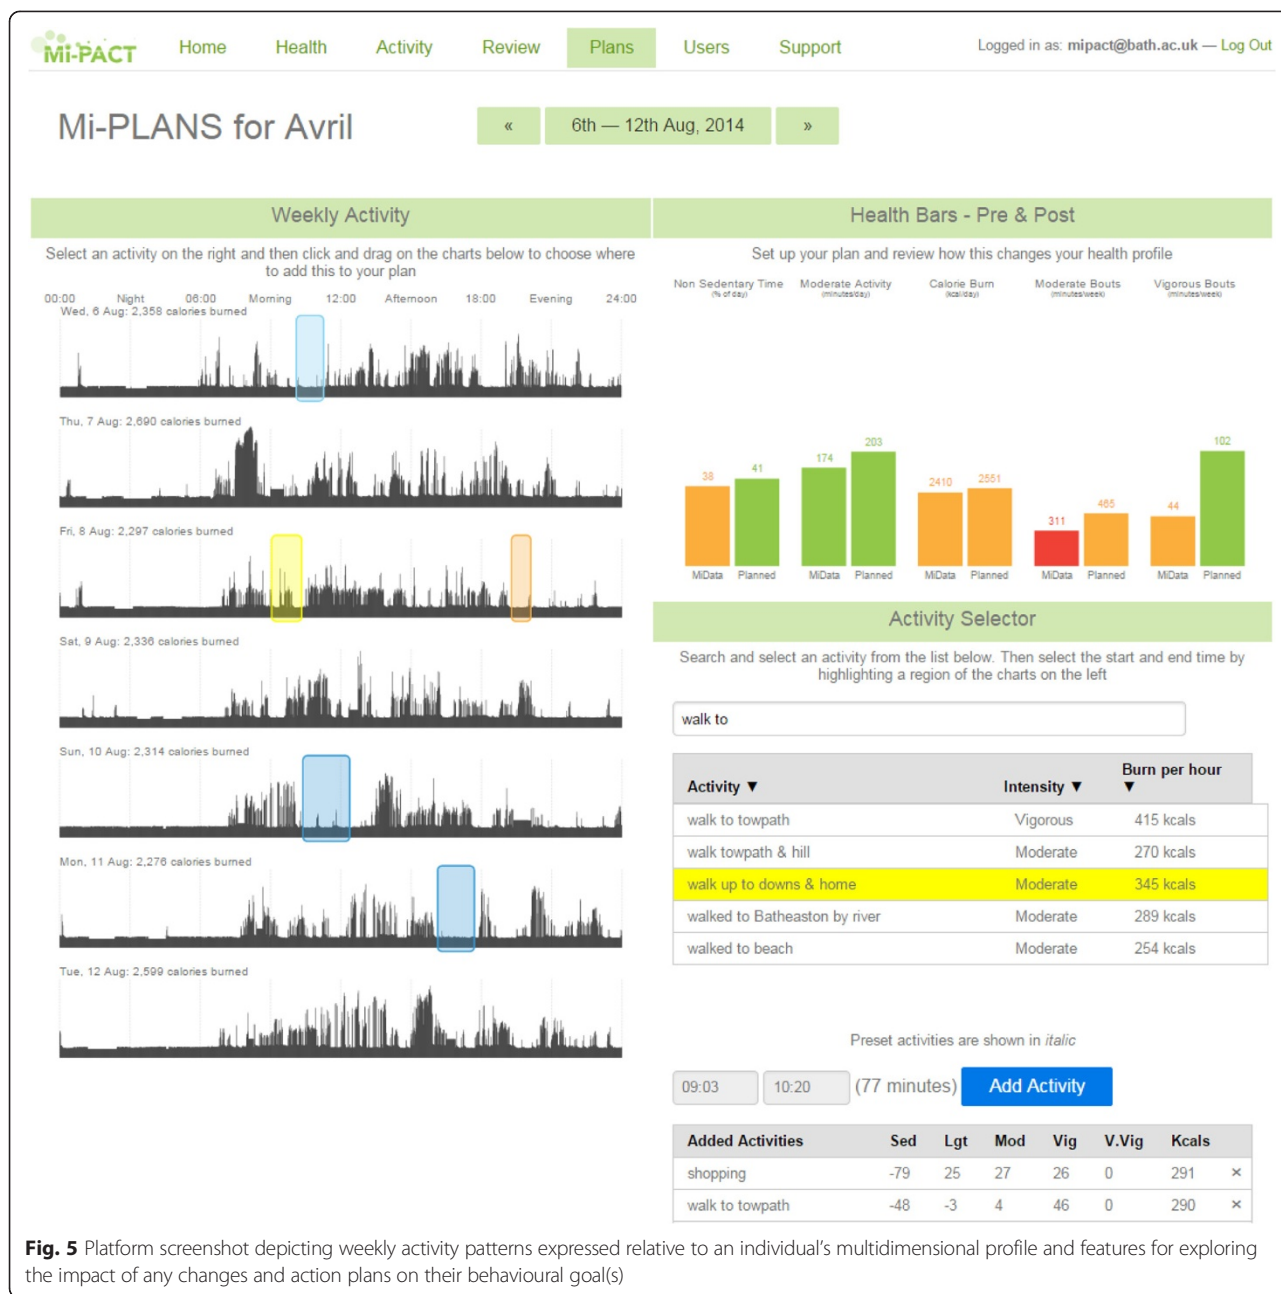 Mi-PACT
Home Health Activity Review Plans Users Support
Logged in as: mipact@bath.ac.uk — Log Out
Mi-PLANS for Avril
« 6th — 12th Aug, 2014 »
Weekly Activity
Select an activity on the right and then click and drag on the charts below to choose where
to add this to your plan
00:00 Night 06:00 Morning 12:00 Afternoon 18:00 Evening 24:00
Wed, 6 Aug: 2,358 calories burned
Thu, 7 Aug: 2,690 calories burned
Fri, 8 Aug: 2,297 calories burned
Sat, 9 Aug: 2,336 calories burned
Sun, 10 Aug: 2,314 calories burned
Mon, 11 Aug: 2,276 calories burned
Tue, 12 Aug: 2,599 calories burned
Health Bars - Pre & Post
Set up your plan and review how this changes your health profile
Non Sedentary Time Moderate Activity Calorie Burn Moderate Bouts Vigorous Bouts
(% of day) (minutes/day) (kcal/day) (minutes/week) (minutes/week)
38 41 174 203 2410 2551 311 465 44 102
MiData Planned MiData Planned MiData Planned MiData Planned MiData Planned
Activity Selector
Search and select an activity from the list below. Then select the start and end time by
highlighting a region of the charts on the left
walk to
Activity ▼ Intensity ▼ Burn per hour ▼
walk to towpath Vigorous 415 kcals
walk towpath & hill Moderate 270 kcals
walk up to downs & home Moderate 345 kcals
walked to Batheaston by river Moderate 289 kcals
walked to beach Moderate 254 kcals
Preset activities are shown in italic
09:03 10:20 (77 minutes) Add Activity
Added Activities Sed Lgt Mod Vig V.Vig Kcals
shopping -79 25 27 26 0 291 ×
walk to towpath -48 -3 4 46 0 290 ×
Fig. 5 Platform screenshot depicting weekly activity patterns expressed relative to an individual's multidimensional profile and features for exploring
the impact of any changes and action plans on their behavioural goal(s)